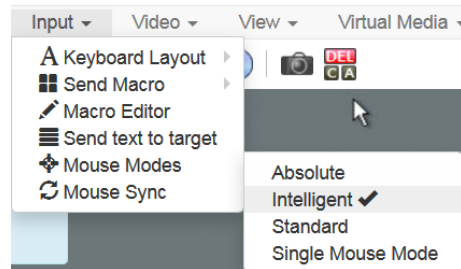 Input Video View Virtual Media
A Keyboard Layout
Send Macro
Macro Editor
Send text to target
Mouse Modes
Mouse Sync
DEL
C A
Absolute
Intelligent
Standard
Single Mouse Mode